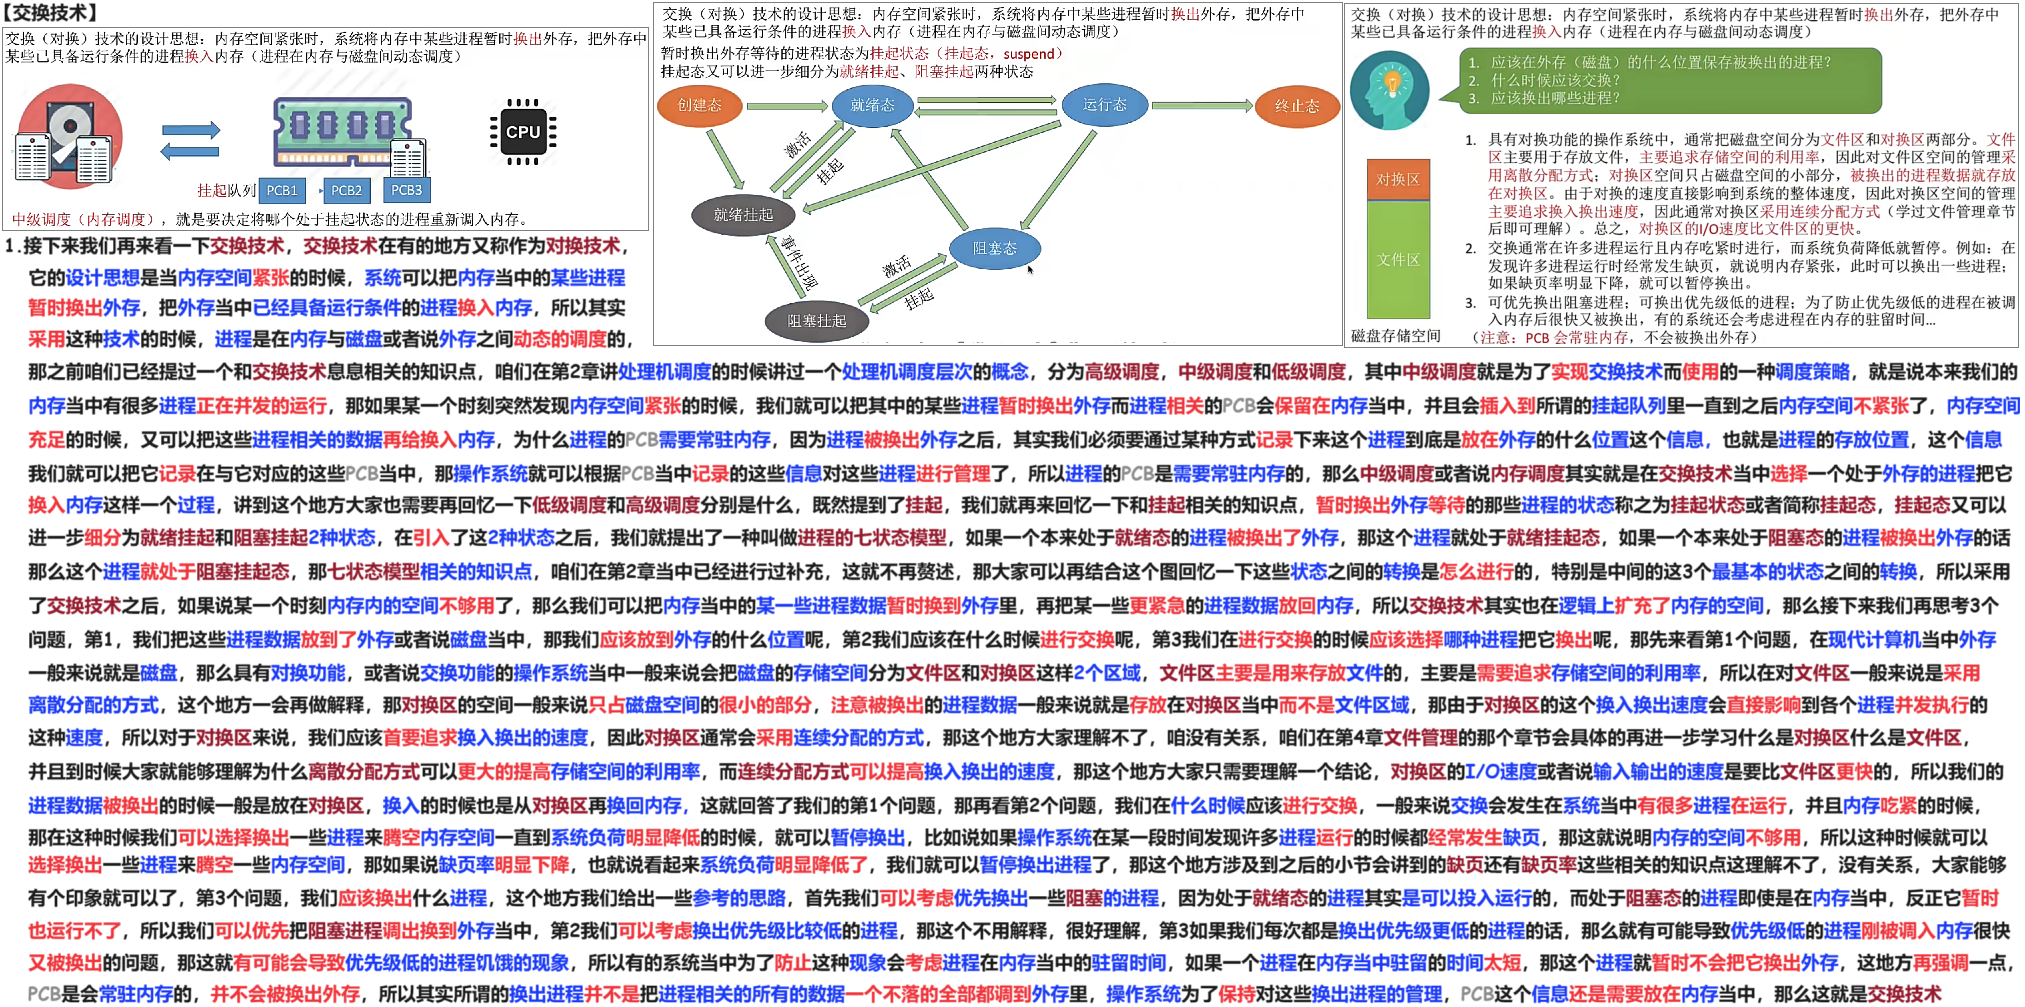 【交换技术】
交换（对换）技术的设计思想：内存空间紧张时，系统将内存中某些进程暂时换出外存，把外存中
某些已具备运行条件的进程换入内存（进程在内存与磁盘间动态调度）
CPU
挂起队列
PCB1
PCB2
PCB3
中级调度（内存调度），就是要决定将哪个处于挂起状态的进程重新调入内存。
交换（对换）技术的设计思想：内存空间紧张时，系统将内存中某些进程暂时换出外存，把外存中
某些已具备运行条件的进程换入内存（进程在内存与磁盘间动态调度）
暂时换出外存等待的进程状态为挂起状态（挂起态，suspend）
挂起态又可以进一步细分为就绪挂起、阻塞挂起两种状态
创建态
就绪态
运行态
终止态
激活
挂起
就绪挂起
阻塞态
事件出现
激活
挂起
阻塞挂起
交换（对换）技术的设计思想：内存空间紧张时，系统将内存中某些进程暂时换出外存，把外存中
某些已具备运行条件的进程换入内存（进程在内存与磁盘间动态调度）
1. 应该在外存（磁盘）的什么位置保存被换出的进程？
2. 什么时候应该交换？
3. 应该换出哪些进程？
对换区
文件区
磁盘存储空间
1. 具有对换功能的操作系统中，通常把磁盘空间分为文件区和对换区两部分。文件
区主要用于存放文件，主要追求存储空间的利用率，因此对文件区空间的管理采
用离散分配方式；对换区空间只占磁盘空间的小部分，被换出的进程数据就存放
在对换区。由于对换的速度直接影响到系统的整体速度，因此对换区空间的管理
主要追求换入换出速度，因此通常对换区采用连续分配方式（学过文件管理章节
后即可理解）。总之，对换区的I/O速度比文件区的更快。
2. 交换通常在许多进程运行且内存吃紧时进行，而系统负荷降低就暂停。例如：在
发现许多进程运行时经常发生缺页，就说明内存紧张，此时可以换出一些进程；
如果缺页率明显下降，就可以暂停换出。
3. 可优先换出阻塞进程；可换出优先级低的进程；为了防止优先级低的进程在被调
入内存后很快又被换出，有的系统还会考虑进程在内存的驻留时间…
（注意：PCB 会常驻内存，不会被换出外存）
1.接下来我们再来看一下交换技术，交换技术在有的地方又称作为对换技术，
它的设计思想是当内存空间紧张的时候，系统可以把内存当中的某些进程
暂时换出外存，把外存当中已经具备运行条件的进程换入内存，所以其实
采用这种技术的时候，进程是在内存与磁盘或者说外存之间动态的调度的，
那之前咱们已经提过一个和交换技术息息相关的知识点，咱们在第2章讲处理机调度的时候讲过一个处理机调度层次的概念，分为高级调度，中级调度和低级调度，其中中级调度就是为了实现交换技术而使用的一种调度策略，就是说本来我们的
内存当中有很多进程正在并发的运行，那如果某一个时刻突然发现内存空间紧张的时候，我们就可以把其中的某些进程暂时换出外存而进程相关的PCB会保留在内存当中，并且会插入到所谓的挂起队列里一直到之后内存空间不紧张了，内存空间
充足的时候，又可以把这些进程相关的数据再给换入内存，为什么进程的PCB需要常驻内存，因为进程被换出外存之后，其实我们必须要通过某种方式记录下来这个进程到底是放在外存的什么位置这个信息，也就是进程的存放位置，这个信息
我们就可以把它记录在与它对应的这些PCB当中，那操作系统就可以根据PCB当中记录的这些信息对这些进程进行管理了，所以进程的PCB是需要常驻内存的，那么中级调度或者说内存调度其实就是在交换技术当中选择一个处于外存的进程把它
换入内存这样一个过程，讲到这个地方大家也需要再回忆一下低级调度和高级调度分别是什么，既然提到了挂起，我们就再来回忆一下和挂起相关的知识点，暂时换出外存等待的那些进程的状态称之为挂起状态或者简称挂起态，挂起态又可以
进一步细分为就绪挂起和阻塞挂起2种状态，在引入了这2种状态之后，我们就提出了一种叫做进程的七状态模型，如果一个本来处于就绪态的进程被换出了外存，那这个进程就处于就绪挂起态，如果一个本来处于阻塞态的进程被换出外存的话
那么这个进程就处于阻塞挂起态，那七状态模型相关的知识点，咱们在第2章当中已经进行过补充，这就不再赘述，那大家可以再结合这个图回忆一下这些状态之间的转换是怎么进行的，特别是中间的这3个最基本的状态之间的转换，所以采用
了交换技术之后，如果说某一个时刻内存内的空间不够用了，那么我们可以把内存当中的某一些进程数据暂时换到外存里，再把某一些更紧急的进程数据放回内存，所以交换技术其实也在逻辑上扩充了内存的空间，那么接下来我们再思考3个
问题，第1，我们把这些进程数据放到了外存或者说磁盘当中，那我们应该放到外存的什么位置呢，第2我们应该在什么时候进行交换呢，第3我们在进行交换的时候应该选择哪种进程把它换出呢，那先来看第1个问题，在现代计算机当中外存
一般来说就是磁盘，那么具有对换功能，或者说交换功能的操作系统当中一般来说会把磁盘的存储空间分为文件区和对换区这样2个区域，文件区主要是用来存放文件的，主要是需要追求存储空间的利用率，所以在对文件区一般来说是采用
离散分配的方式，这个地方一会再做解释，那对换区的空间一般来说只占磁盘空间的很小的部分，注意被换出的进程数据一般来说就是存放在对换区当中而不是文件区域，那由于对换区的这个换入换出速度会直接影响到各个进程并发执行的
这种速度，所以对于对换区来说，我们应该首要追求换入换出的速度，因此对换区通常会采用连续分配的方式，那这个地方大家理解不了，咱没有关系，咱们在第4章文件管理的那个章节会具体的再进一步学习什么是对换区什么是文件区，
并且到时候大家就能够理解为什么离散分配方式可以更大的提高存储空间的利用率，而连续分配方式可以提高换入换出的速度，那这个地方大家只需要理解一个结论，对换区的I/O速度或者说输入输出的速度是要比文件区更快的，所以我们的
进程数据被换出的时候一般是放在对换区，换入的时候也是从对换区再换回内存，这就回答了我们的第1个问题，那再看第2个问题，我们在什么时候应该进行交换，一般来说交换会发生在系统当中有很多进程在运行，并且内存吃紧的时候，
那在这种时候我们可以选择换出一些进程来腾空内存空间一直到系统负荷明显降低的时候，就可以暂停换出，比如说如果操作系统在某一段时间发现许多进程运行的时候都经常发生缺页，那这就说明内存的空间不够用，所以这种时候就可以
选择换出一些进程来腾空一些内存空间，那如果说缺页率明显下降，也就说看起来系统负荷明显降低了，我们就可以暂停换出进程了，那这个地方涉及到之后的小节会讲到的缺页还有缺页率这些相关的知识点这理解不了，没有关系，大家能够
有个印象就可以了，第3个问题，我们应该换出什么进程，这个地方我们给出一些参考的思路，首先我们可以考虑优先换出一些阻塞的进程，因为处于就绪态的进程其实是可以投入运行的，而处于阻塞态的进程即使是在内存当中，反正它暂时
也运行不了，所以我们可以优先把阻塞进程调出换到外存当中，第2我们可以考虑换出优先级比较低的进程，那这个不用解释，很好理解，第3如果我们每次都是换出优先级更低的进程的话，那么就有可能导致优先级低的进程刚被调入内存很快
又被换出的问题，那这就有可能会导致优先级低的进程饥饿的现象，所以有的系统当中为了防止这种现象会考虑进程在内存当中的驻留时间，如果一个进程在内存当中驻留的时间太短，那这个进程就暂时不会把它换出外存，这地方再强调一点，
PCB是会常驻内存的，并不会被换出外存，所以其实所谓的换出进程并不是把进程相关的所有的数据一个不落的全部都调到外存里，操作系统为了保持对这些换出进程的管理，PCB这个信息还是需要放在内存当中，那么这就是交换技术